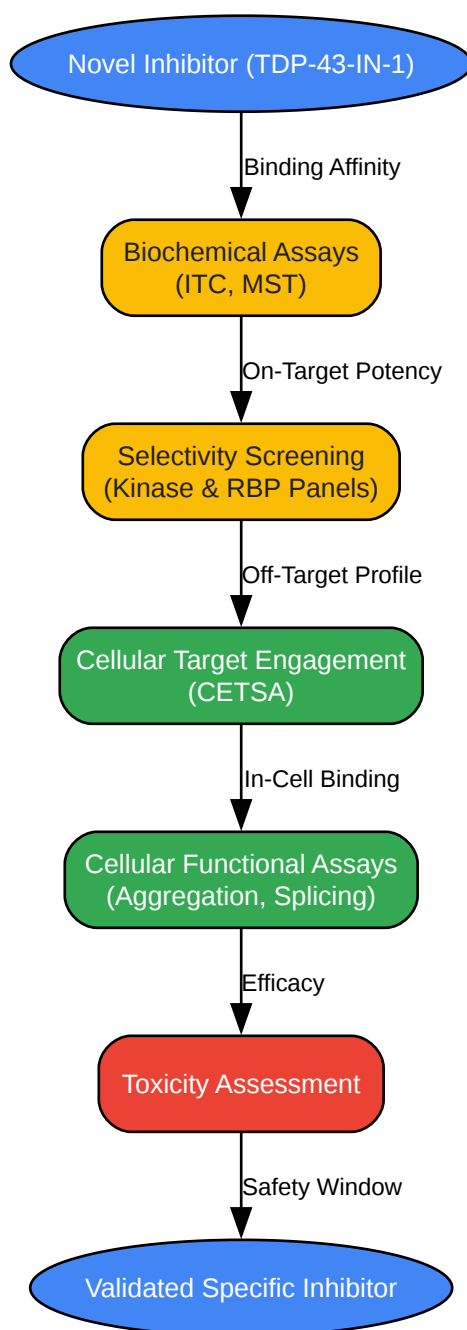 Novel Inhibitor (TDP-43-IN-1)
Binding Affinity
Biochemical Assays
(ITC, MST)
On-Target Potency
Selectivity Screening
(Kinase & RBP Panels)
Off-Target Profile
Cellular Target Engagement
(CETSA)
In-Cell Binding
Cellular Functional Assays
(Aggregation, Splicing)
Efficacy
Toxicity Assessment
Safety Window
Validated Specific Inhibitor